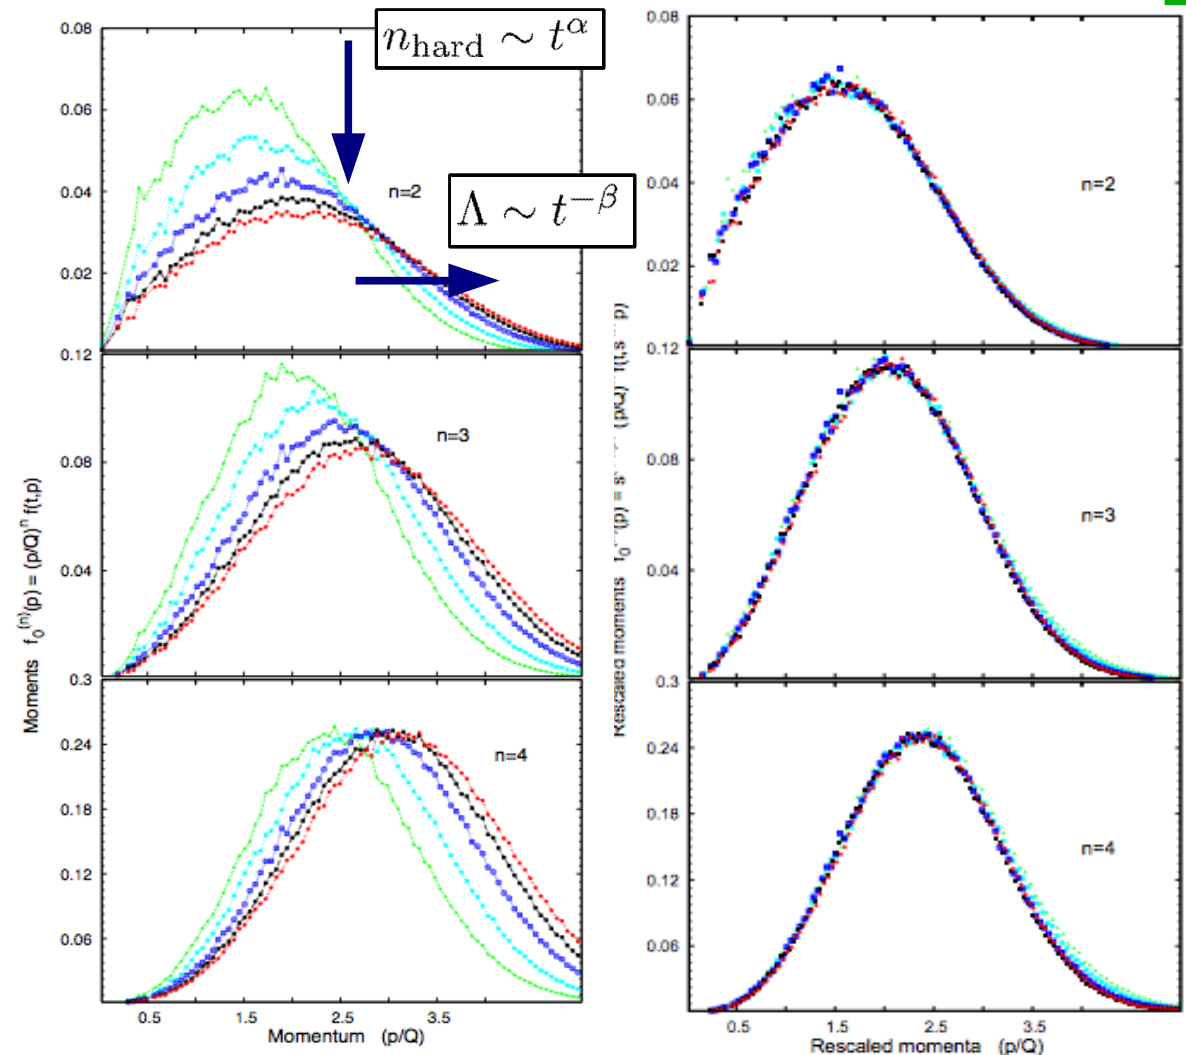 n_hard ∼ t^α
Λ ∼ t^−β
0.08
0.06
0.04
0.02
n=2
0.12
0.08
0.04
n=3
0.3
0.24
0.18
0.12
0.06
n=4
0.5
1.5
2.5
3.5
Momentum (p/Q)
Moments f₀⁽ⁿ⁾(p) = (p/Q)ⁿ f(t,p)
0.08
0.06
0.04
0.02
n=2
0.12
0.08
0.04
n=3
0.3
0.24
0.18
0.12
0.06
n=4
0.5
1.5
2.5
3.5
Rescaled momenta (p/Q)
Rescaled moments